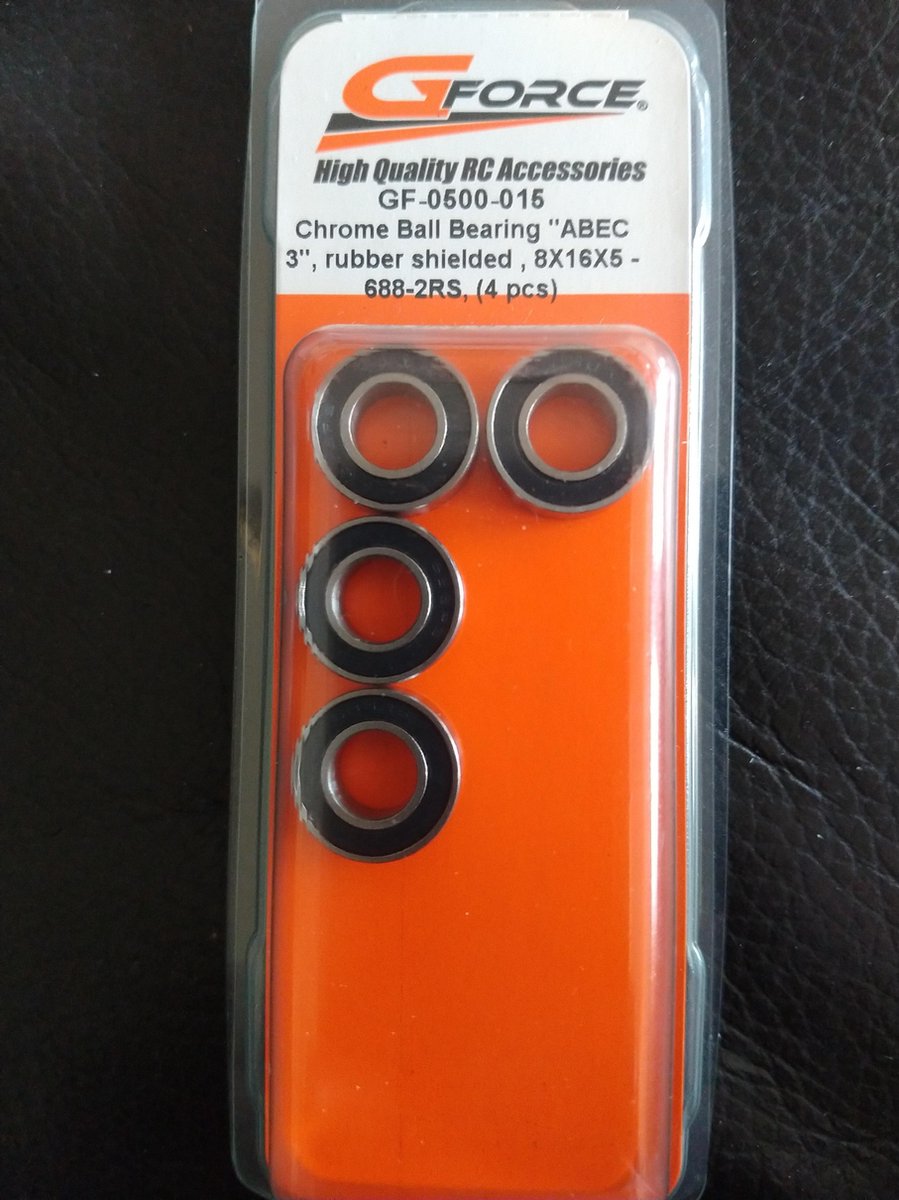 GFORCE®
High Quality RC Accessories
GF-0500-015
Chrome Ball Bearing "ABEC
3", rubber shielded , 8X16X5 -
688-2RS, (4 pcs)